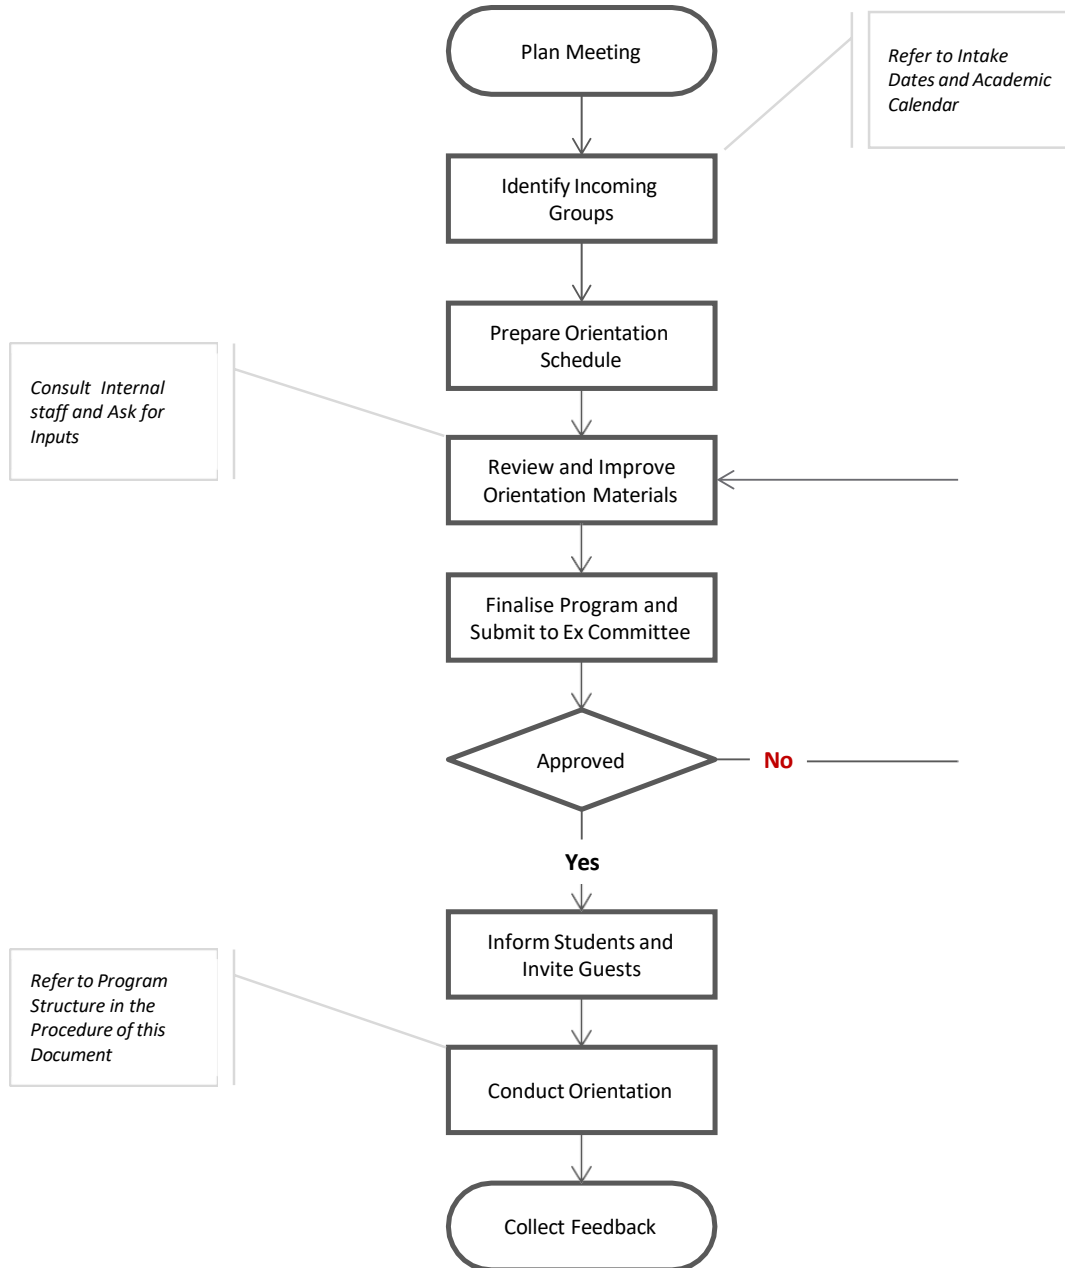 Plan Meeting
Refer to Intake
Dates and Academic
Calendar
Identify Incoming
Groups
Prepare Orientation
Schedule
Consult  Internal
staff and Ask for
Inputs
Review and Improve
Orientation Materials
Finalise Program and
Submit to Ex Committee
Approved
No
Yes
Inform Students and
Invite Guests
Refer to Program
Structure in the
Procedure of this
Document
Conduct Orientation
Collect Feedback